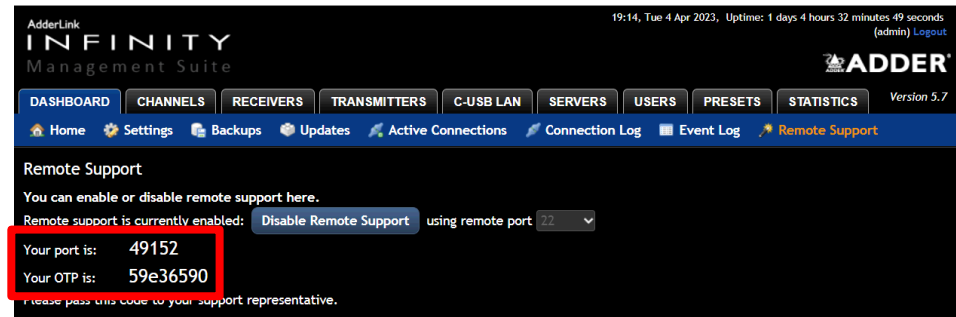 AdderLink
INFINITY
Management Suite
19:14, Tue 4 Apr 2023, Uptime: 1 days 4 hours 32 minutes 49 seconds
(admin) Logout
ADDER
DASHBOARD CHANNELS RECEIVERS TRANSMITTERS C-USB LAN SERVERS USERS PRESETS STATISTICS Version 5.7
Home Settings Backups Updates Active Connections Connection Log Event Log Remote Support
Remote Support
You can enable or disable remote support here.
Remote support is currently enabled: Disable Remote Support using remote port 22
Your port is: 49152
Your OTP is: 59e36590
Please pass this code to your support representative.